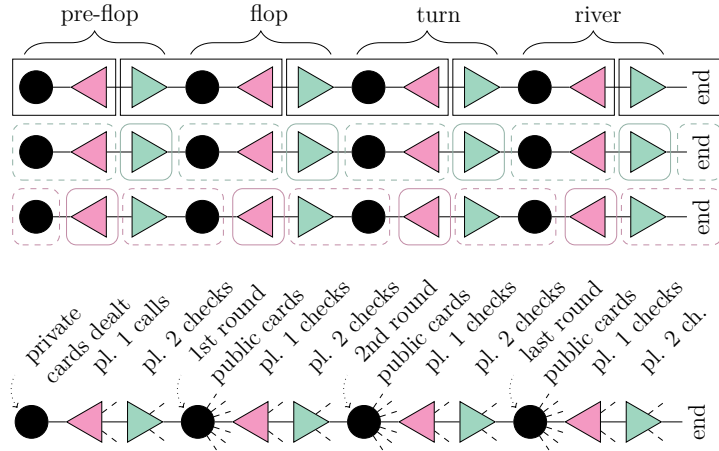 pre-flop
flop
turn
river
end
end
end
private
cards dealt
pl. 1 calls
pl. 2 checks
1st round
public cards
pl. 1 checks
pl. 2 checks
2nd round
public cards
pl. 1 checks
pl. 2 checks
last round
public cards
pl. 1 checks
pl. 2 ch.
end